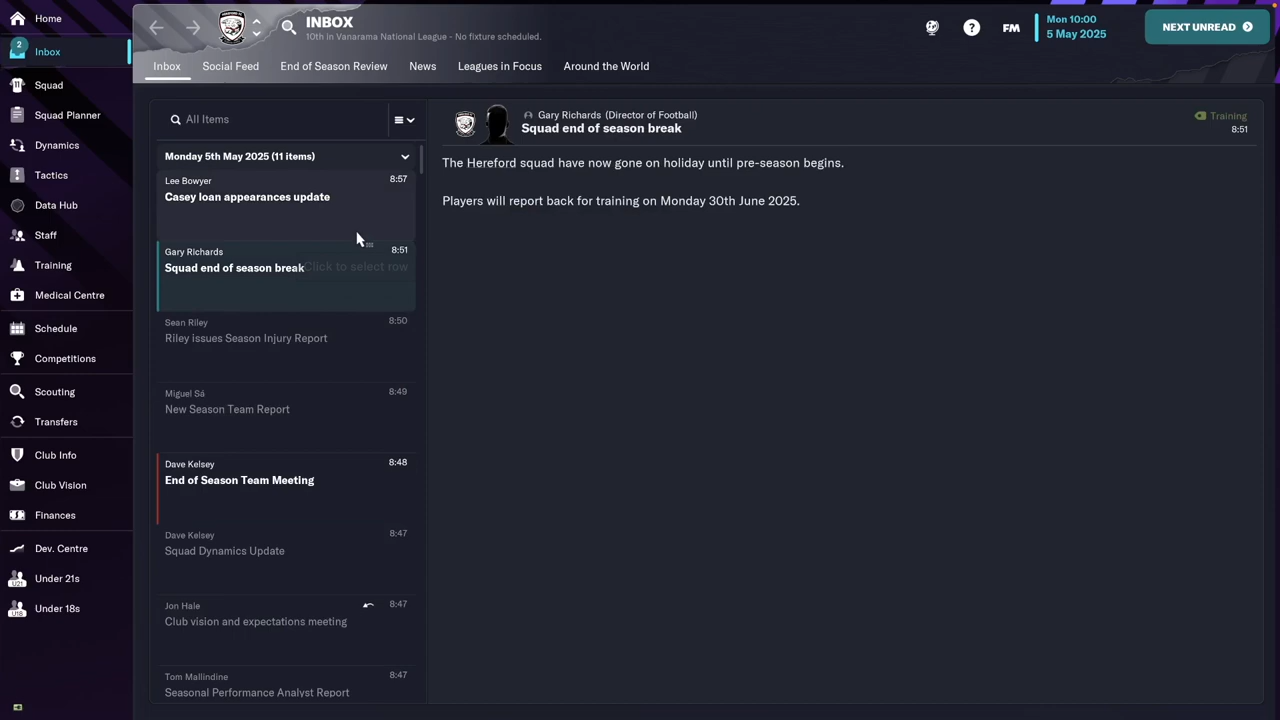 Home
2
Inbox
11
Squad
Squad Planner
Dynamics
Tactics
Data Hub
Staff
Training
Medical Centre
Schedule
Competitions
Scouting
Transfers
Club Info
Club Vision
Finances
Dev. Centre
U21
Under 21s
U18
Under 18s
INBOX
10th in Vanarama National League - No fixture scheduled.
?
FM
Mon 10:00
5 May 2025
NEXT UNREAD
Inbox
Social Feed
End of Season Review
News
Leagues in Focus
Around the World
All Items
Monday 5th May 2025 (11 items)
Lee Bowyer
8:57
Casey loan appearances update
Gary Richards
8:51
Squad end of season break
Click to select row
Sean Riley
8:50
Riley issues Season Injury Report
Miguel Sá
8:49
New Season Team Report
Dave Kelsey
8:48
End of Season Team Meeting
Dave Kelsey
8:47
Squad Dynamics Update
Jon Hale
8:47
Club vision and expectations meeting
Tom Mallindine
8:47
Seasonal Performance Analyst Report
Gary Richards (Director of Football)
Squad end of season break
Training
8:51
The Hereford squad have now gone on holiday until pre-season begins.
Players will report back for training on Monday 30th June 2025.